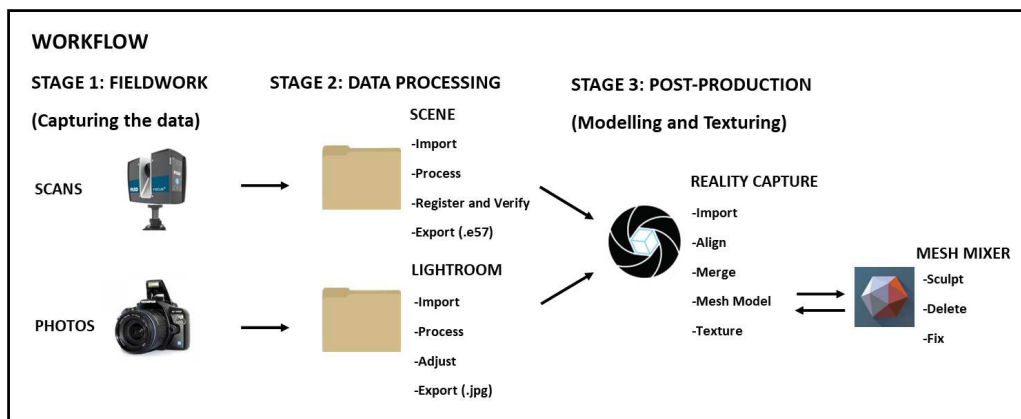 WORKFLOW
STAGE 1: FIELDWORK
(Capturing the data)
SCANS
PHOTOS
STAGE 2: DATA PROCESSING
SCENE
-Import
-Process
-Register and Verify
-Export (.e57)
LIGHTROOM
-Import
-Process
-Adjust
-Export (.jpg)
STAGE 3: POST-PRODUCTION
(Modelling and Texturing)
REALITY CAPTURE
-Import
-Align
-Merge
-Mesh Model
-Texture
MESH MIXER
-Sculpt
-Delete
-Fix